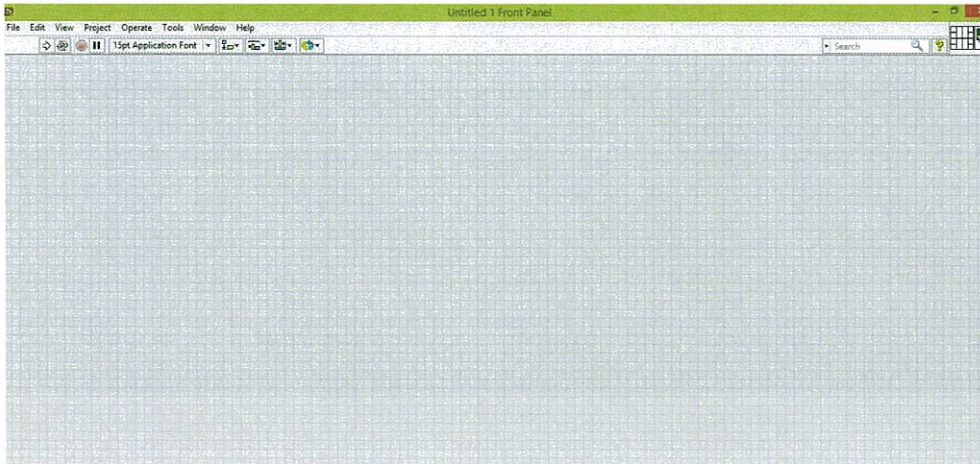 Untitled 1 Front Panel
File Edit View Project Operate Tools Window Help
15pt Application Font
Search
?